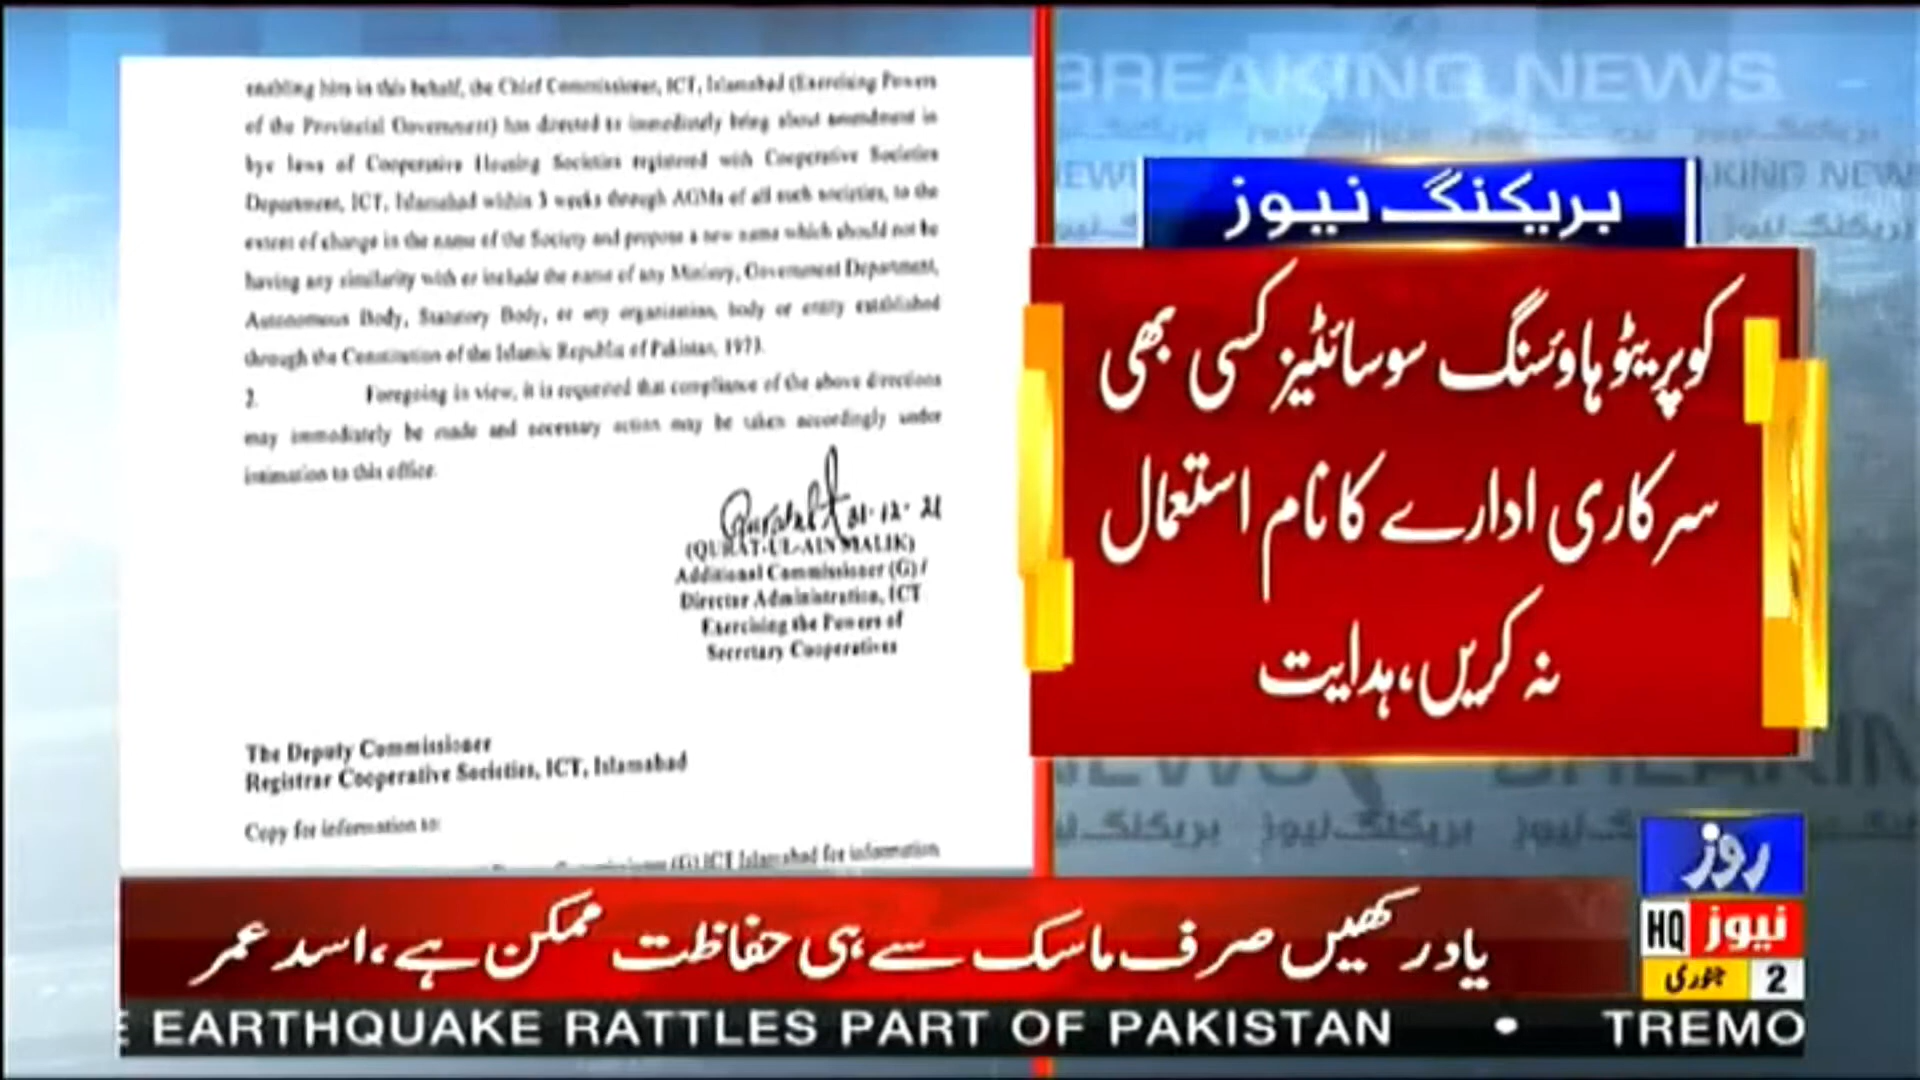 enabling him in this behalf, the Chief Commissioner, ICT, Islamabad (Exercising Powers
of the Provincial Government) has directed to immediately bring about amendment in
bye laws of Cooperative Housing Societies registered with Cooperative Societies
Department, ICT, Islamabad within 3 weeks through AGMs of all such societies, to the
extent of change in the name of the Society and propose a new name which should not be
having any similarity with or include the name of any Ministry, Government Department,
Autonomous Body, Statutory Body, or any organization, body or entity established
through the Constitution of the Islamic Republic of Pakistan, 1973.
2. Foregoing in view, it is requested that compliance of the above directions
may immediately be made and necessary action may be taken accordingly under
intimation to this office.
31-12-21
(QURAT-UL-AIN MALIK)
Additional Commissioner (G) /
Director Administration, ICT
Exercising the Powers of
Secretary Cooperatives
The Deputy Commissioner
Registrar Cooperative Societies, ICT, Islamabad
Copy for information to:
Commissioner (G) ICT Islamabad for information
BREAKING NEWS
بریکنگ نیوز
کوپریٹو ہاؤسنگ سوسائٹیز کسی بھی
سرکاری ادارے کا نام استعمال
نہ کریں، ہدایت
روز
نیوز HQ
2 جنوری
یاد رکھیں صرف ماسک سے ہی حفاظت ممکن ہے، اسد عمر
E EARTHQUAKE RATTLES PART OF PAKISTAN • TREMO